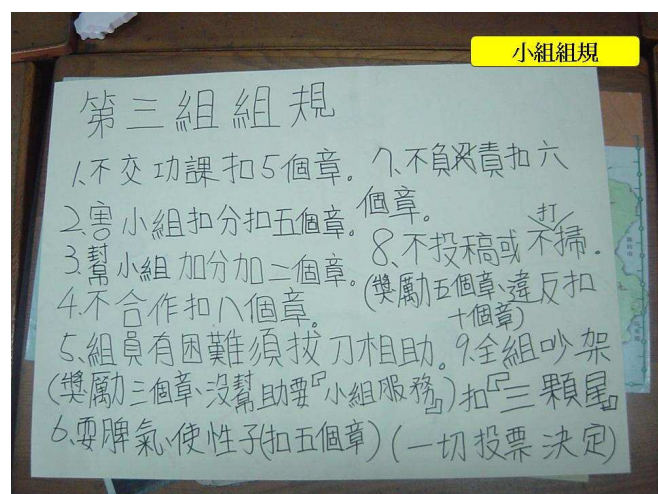 小組組規
第三組組規
1、不交功課扣5個章。
2、害小組扣分扣五個章。
3、幫小組加分加二個章。
4、不合作扣八個章。
5、組員有困難須拔刀相助。
(獎勵三個章、沒幫助要『小組服務』)
6、耍脾氣、使性子(扣五個章)
7、不負責扣六
個章。
8、不投稿或不打掃。
(獎勵五個章、違反扣
十個章)
9、全組吵架
扣『三顆尾』
(一切投票決定)